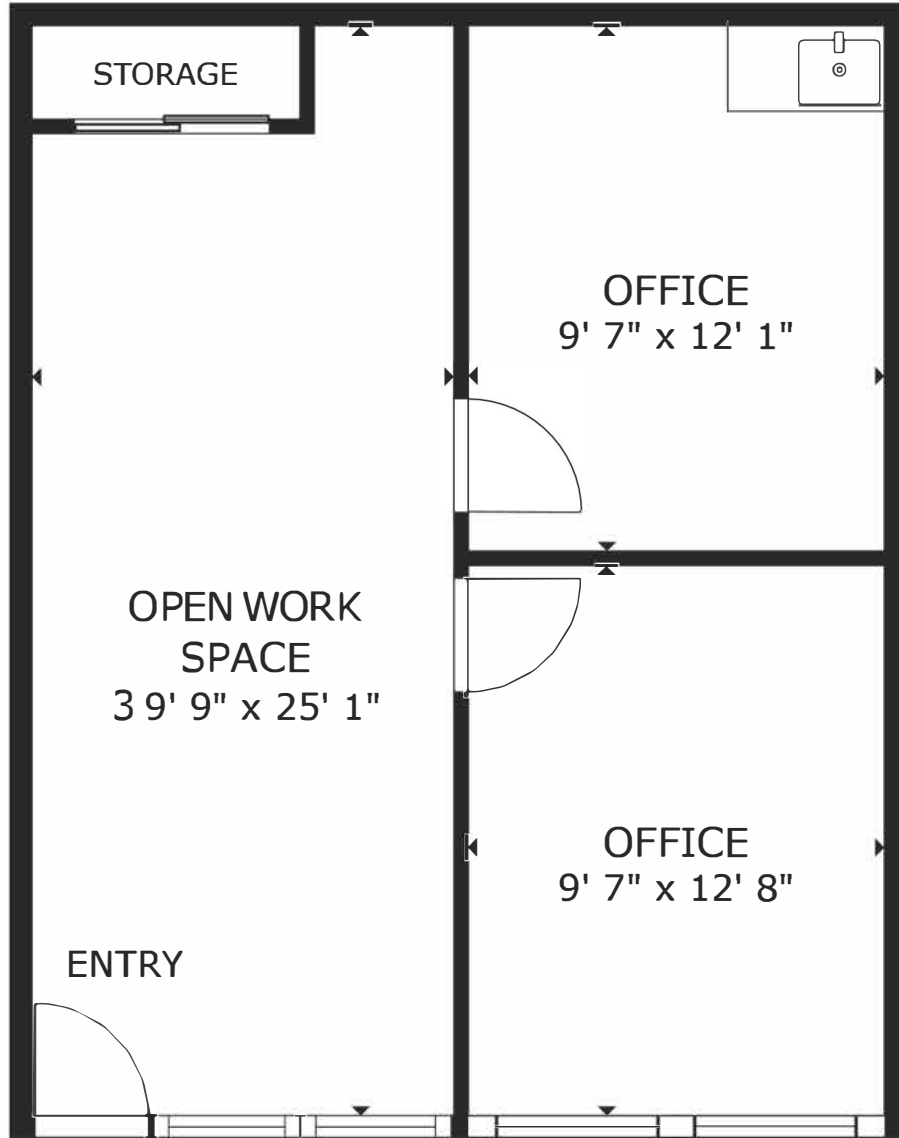 STORAGE
OFFICE
9' 7" x 12' 1"
OPEN WORK
SPACE
3 9' 9" x 25' 1"
OFFICE
9' 7" x 12' 8"
ENTRY